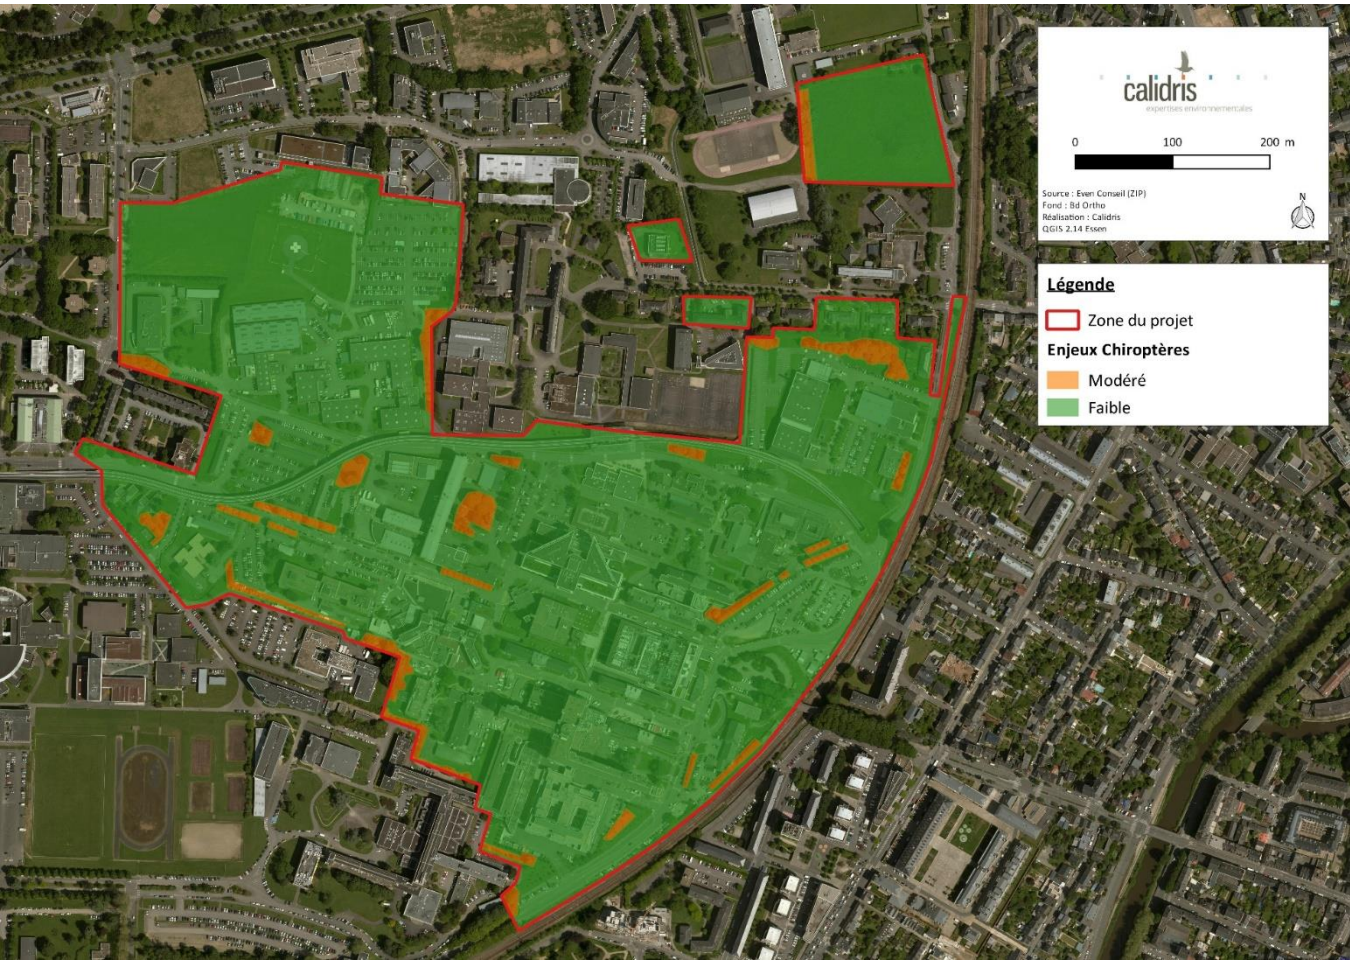 calidris
expertises environnementales
0 100 200 m
Source : Even Conseil (ZIP)
Fond : Bd Ortho
Réalisation : Calidris
QGIS 2.14 Essen
N
Légende
Zone du projet
Enjeux Chiroptères
Modéré
Faible